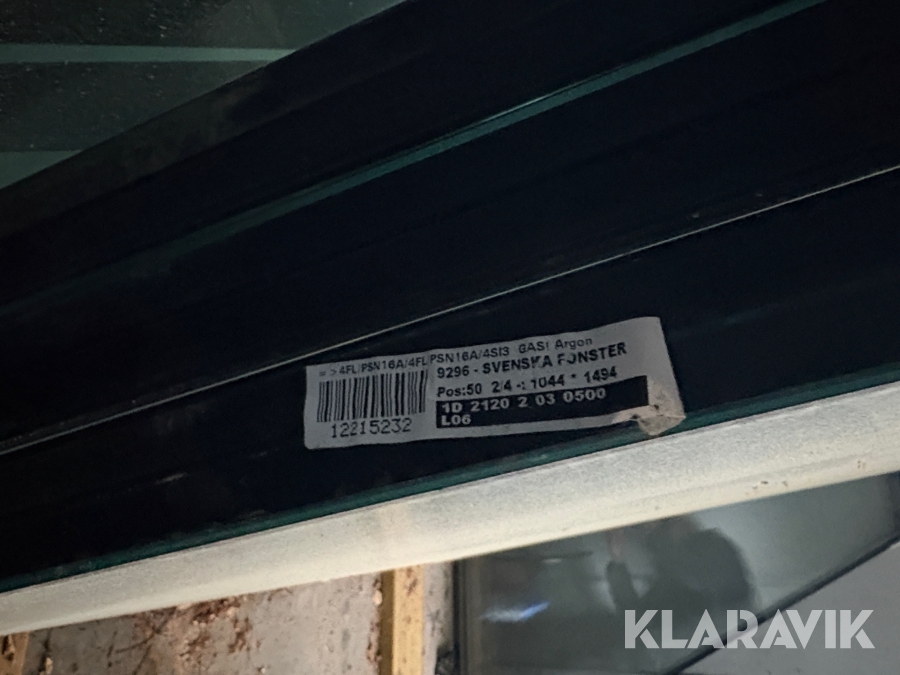 = >4FL/PSN16A/4FL/PSN16A/4SI3 GAS! Argon
9296 - SVENSKA FÖNSTER
Pos:50 2/4 -: 1044 * 1494
1D 2120 2 03 0500
L06
12215232
KLARAVIK